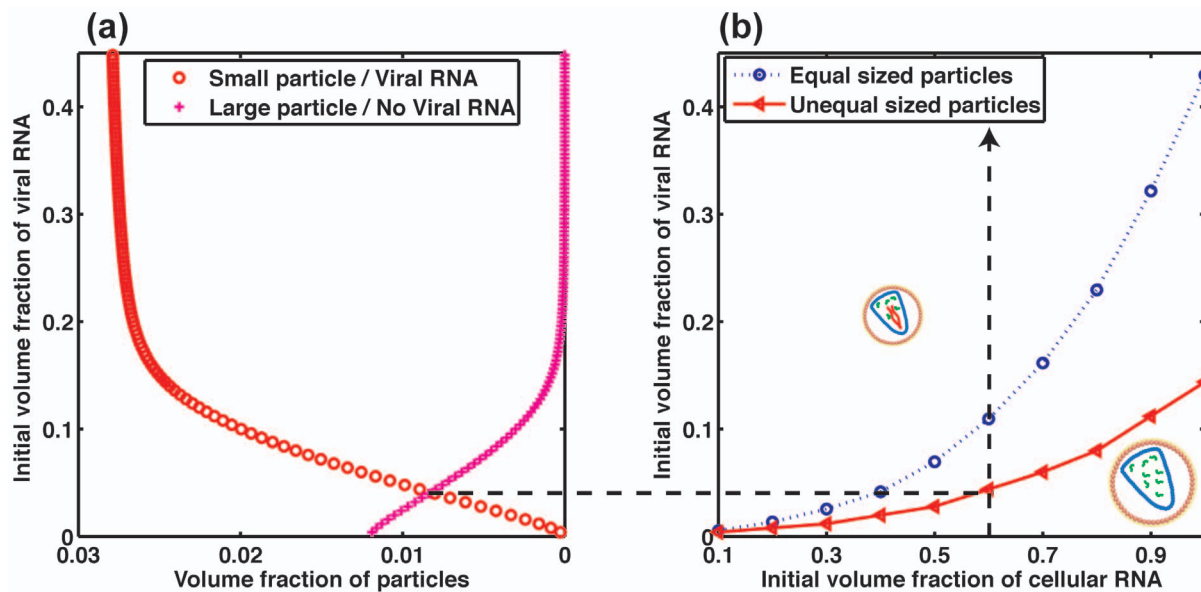 (a)
Small particle / Viral RNA
Large particle / No Viral RNA
Initial volume fraction of viral RNA
0.4
0.3
0.2
0.1
0
0.03
0.02
0.01
0
Volume fraction of particles
(b)
Equal sized particles
Unequal sized particles
Initial volume fraction of viral RNA
0.4
0.3
0.2
0.1
0
0.1
0.3
0.5
0.7
0.9
Initial volume fraction of cellular RNA